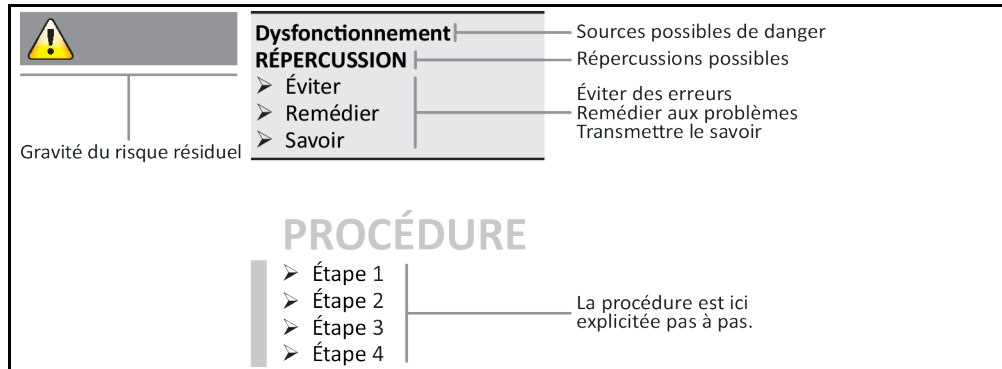 Dysfonctionnement
Sources possibles de danger
RÉPERCUSSION
Répercussions possibles
➢ Éviter
➢ Remédier
➢ Savoir
Éviter des erreurs
Remédier aux problèmes
Transmettre le savoir
Gravité du risque résiduel
PROCÉDURE
➢ Étape 1
➢ Étape 2
➢ Étape 3
➢ Étape 4
La procédure est ici
explicitée pas à pas.